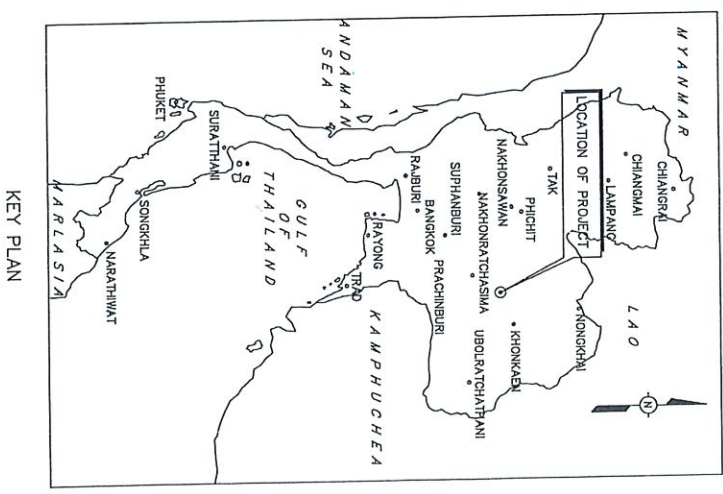 MYANMAR
CHIANGRAI
CHIANGMAI
LAMPANG
LOCATION OF PROJECT
LAO
NONGKHAI
TAK
PHICHIT
KHONKAEN
NAKHONSAWAN
NAKHONRATCHASIMA
UBOLRATCHATHANI
SUPHANBURI
PRACHINBURI
BANGKOK
RAJBURI
ANDAMAN
SEA
RAYONG
TRAD
KAMPHUCHEA
GULF
OF
THAILAND
SURATTHANI
PHUKET
SONGKHLA
NARATHIWAT
MARLASIA
N
KEY PLAN